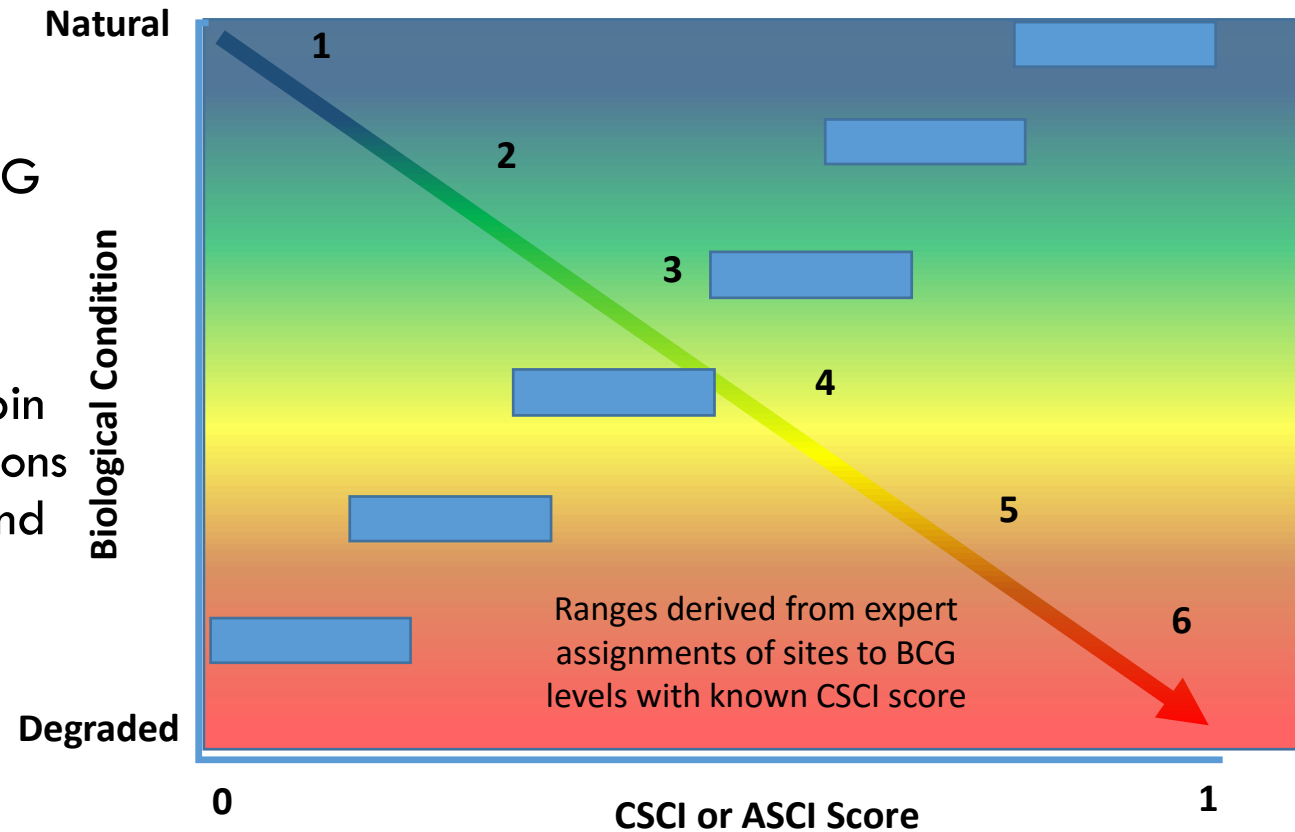 Natural
1
2
G
3
Biological Condition
4
oin
ons
nd
5
Ranges derived from expert
assignments of sites to BCG
levels with known CSCI score
6
Degraded
0
1
CSCI or ASCI Score